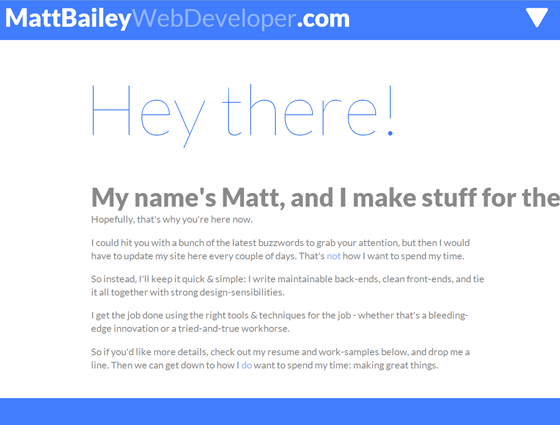 MattBaileyWebDeveloper.com
Hey there!
My name's Matt, and I make stuff for the
Hopefully, that's why you're here now.
I could hit you with a bunch of the latest buzzwords to grab your attention, but then I would
have to update my site here every couple of days. That's not how I want to spend my time.
So instead, I'll keep it quick & simple: I write maintainable back-ends, clean front-ends, and tie
it all together with strong design-sensibilities.
I get the job done using the right tools & techniques for the job - whether that's a bleeding-
edge innovation or a tried-and-true workhorse.
So if you'd like more details, check out my resume and work-samples below, and drop me a
line. Then we can get down to how I do want to spend my time: making great things.